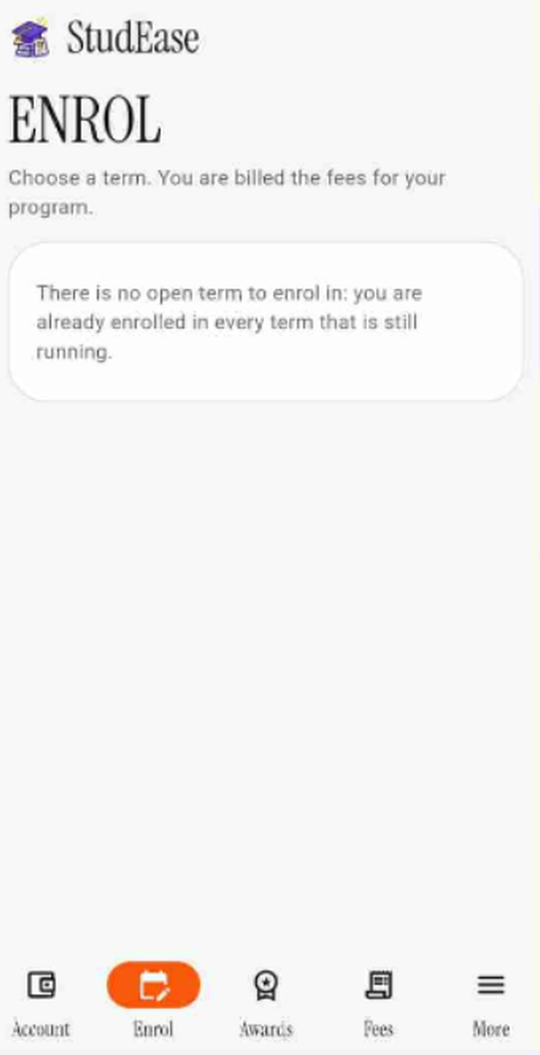 StudEase
ENROL
Choose a term. You are billed the fees for your
program.
There is no open term to enrol in: you are
already enrolled in every term that is still
running.
Account
Enrol
Awards
Fees
More